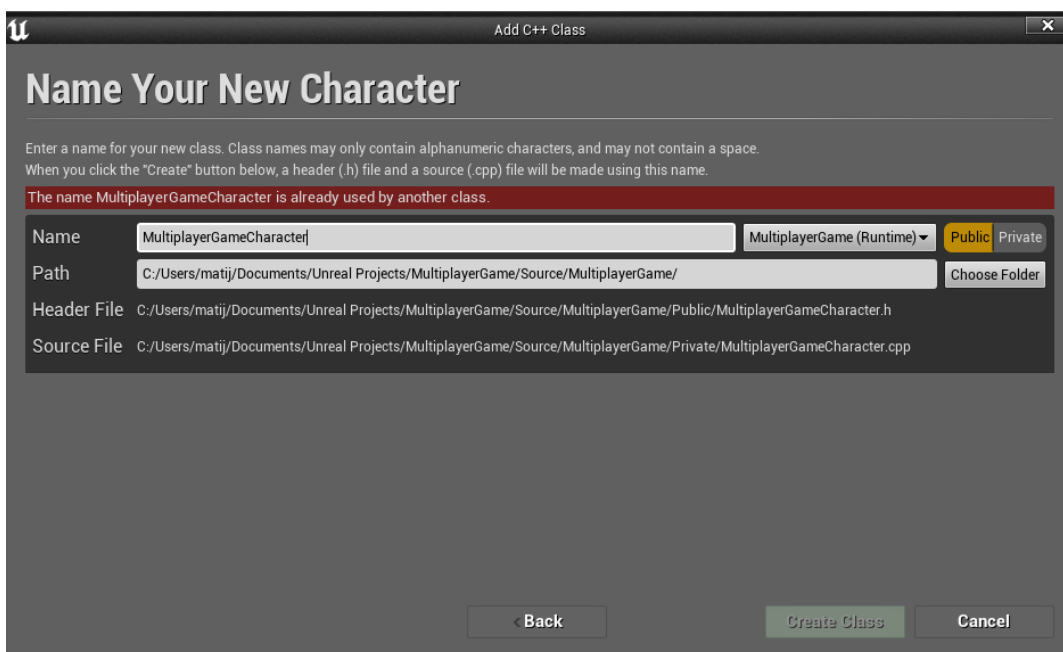 Add C++ Class
Name Your New Character
Enter a name for your new class. Class names may only contain alphanumeric characters, and may not contain a space.
When you click the "Create" button below, a header (.h) file and a source (.cpp) file will be made using this name.
The name MultiplayerGameCharacter is already used by another class.
Name MultiplayerGameCharacter MultiplayerGame (Runtime) Public Private
Path C:/Users/matij/Documents/Unreal Projects/MultiplayerGame/Source/MultiplayerGame/ Choose Folder
Header File C:/Users/matij/Documents/Unreal Projects/MultiplayerGame/Source/MultiplayerGame/Public/MultiplayerGameCharacter.h
Source File C:/Users/matij/Documents/Unreal Projects/MultiplayerGame/Source/MultiplayerGame/Private/MultiplayerGameCharacter.cpp
<Back Create Class Cancel